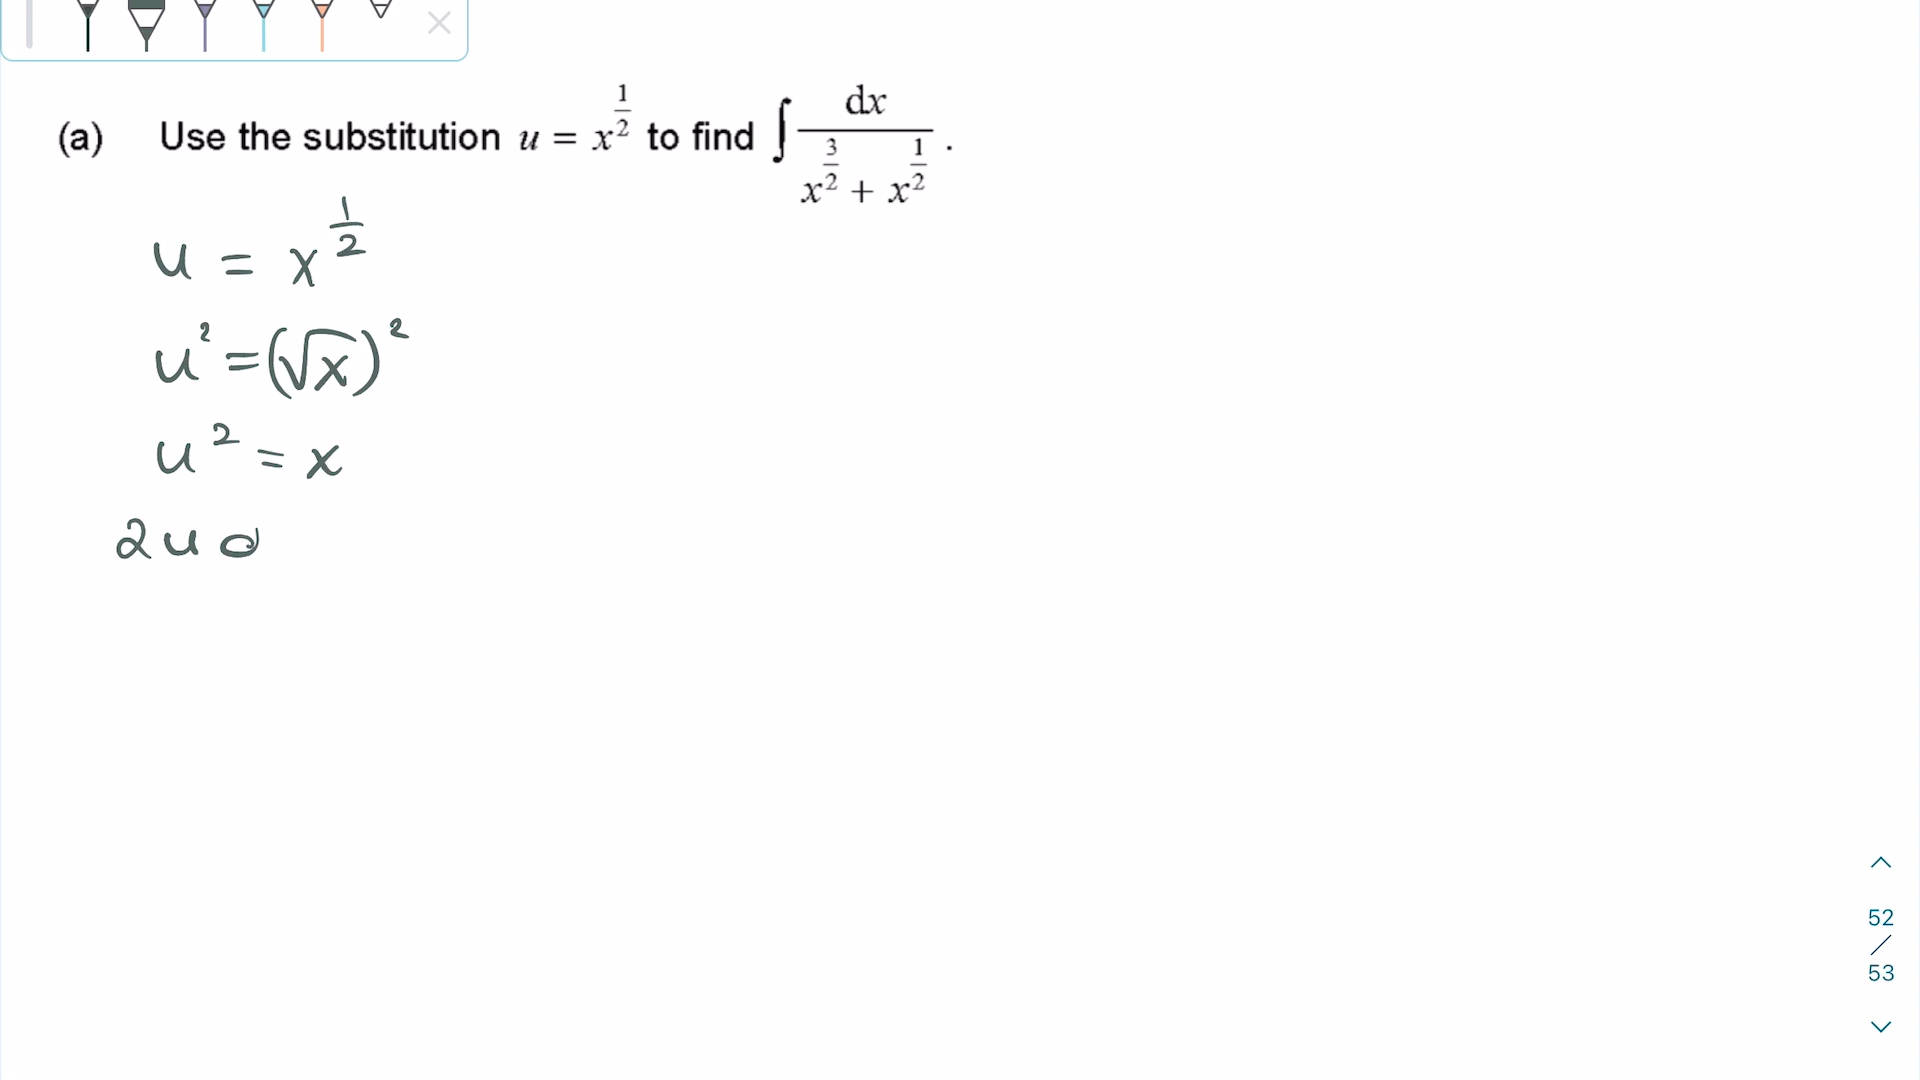 (a) Use the substitution u = x^(1/2) to find ∫ dx / (x^(3/2) + x^(1/2)) .
u = x^(1/2)
u² = (√x)²
u² = x
2u d
52
/
53